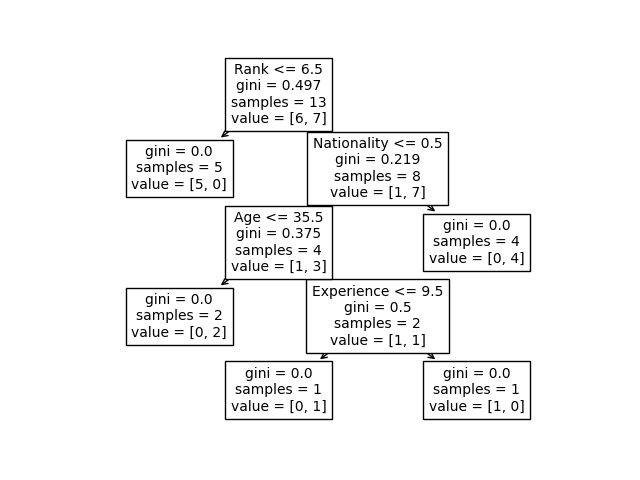 Rank <= 6.5
gini = 0.497
samples = 13
value = [6, 7]
gini = 0.0
samples = 5
value = [5, 0]
Nationality <= 0.5
gini = 0.219
samples = 8
value = [1, 7]
Age <= 35.5
gini = 0.375
samples = 4
value = [1, 3]
gini = 0.0
samples = 4
value = [0, 4]
gini = 0.0
samples = 2
value = [0, 2]
Experience <= 9.5
gini = 0.5
samples = 2
value = [1, 1]
gini = 0.0
samples = 1
value = [0, 1]
gini = 0.0
samples = 1
value = [1, 0]